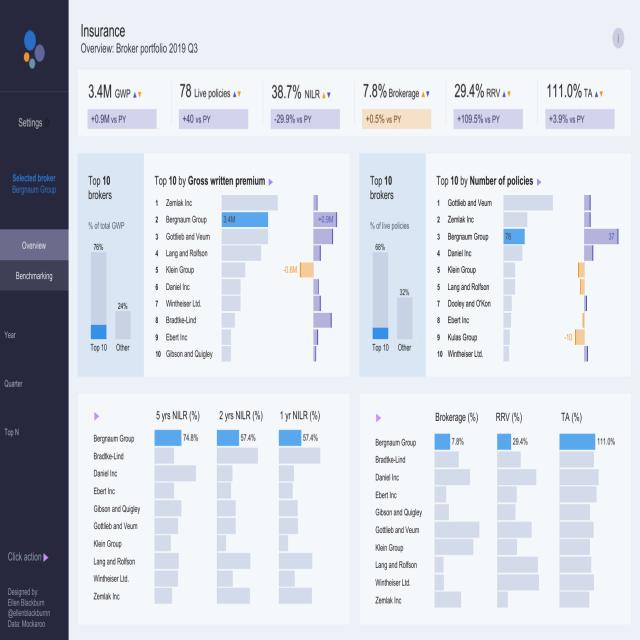 Insurance
Overview: Broker portfolio 2019 Q3
i
Settings
Selected broker
Bergnaum Group
Overview
Benchmarking
Year
Quarter
Top N
Click action
Designed by:
Ellen Blackburn
@ellenblackburnn
Data: Mockaroo
3.4M GWP
+0.9M vs PY
78 Live policies
+40 vs PY
38.7% NILR
-29.9% vs PY
7.8% Brokerage
+0.5% vs PY
29.4% RRV
+109.5% vs PY
111.0% TA
+3.9% vs PY
Top 10
brokers
% of total GWP
76%
24%
Top 10 Other
Top 10 by Gross written premium
1 Zemlak Inc
2 Bergnaum Group 3.4M +0.9M
3 Gottlieb and Veum
4 Lang and Rolfson
5 Klein Group -0.6M
6 Daniel Inc
7 Wintheiser Ltd.
8 Bradtke-Lind
9 Ebert Inc
10 Gibson and Quigley
Top 10
brokers
% of live policies
68%
32%
Top 10 Other
Top 10 by Number of policies
1 Gottlieb and Veum
2 Zemlak Inc
3 Bergnaum Group 78 37
4 Daniel Inc
5 Klein Group
5 Lang and Rolfson
7 Dooley and O'Kon
8 Ebert Inc
9 Kulas Group -10
10 Wintheiser Ltd.
5 yrs NILR (%) 2 yrs NILR (%) 1 yr NILR (%)
Bergnaum Group 74.8% 57.4% 57.4%
Bradtke-Lind
Daniel Inc
Ebert Inc
Gibson and Quigley
Gottlieb and Veum
Klein Group
Lang and Rolfson
Wintheiser Ltd.
Zemlak Inc
Brokerage (%) RRV (%) TA (%)
Bergnaum Group 7.8% 29.4% 111.0%
Bradtke-Lind
Daniel Inc
Ebert Inc
Gibson and Quigley
Gottlieb and Veum
Klein Group
Lang and Rolfson
Wintheiser Ltd.
Zemlak Inc